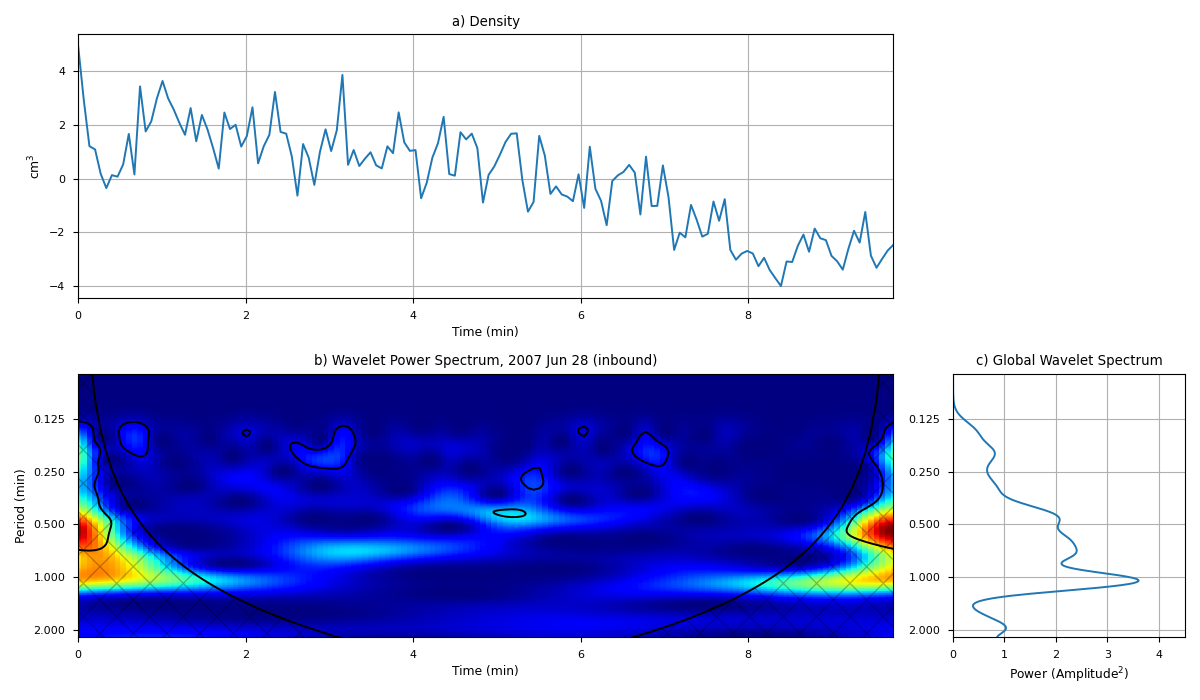 a) Density
4
2
0
−2
−4
cm³
0 2 4 6 8
Time (min)
b) Wavelet Power Spectrum, 2007 Jun 28 (inbound)
0.125
0.250
0.500
1.000
2.000
Period (min)
0 2 4 6 8
Time (min)
c) Global Wavelet Spectrum
0.125
0.250
0.500
1.000
2.000
0 1 2 3 4
Power (Amplitude²)